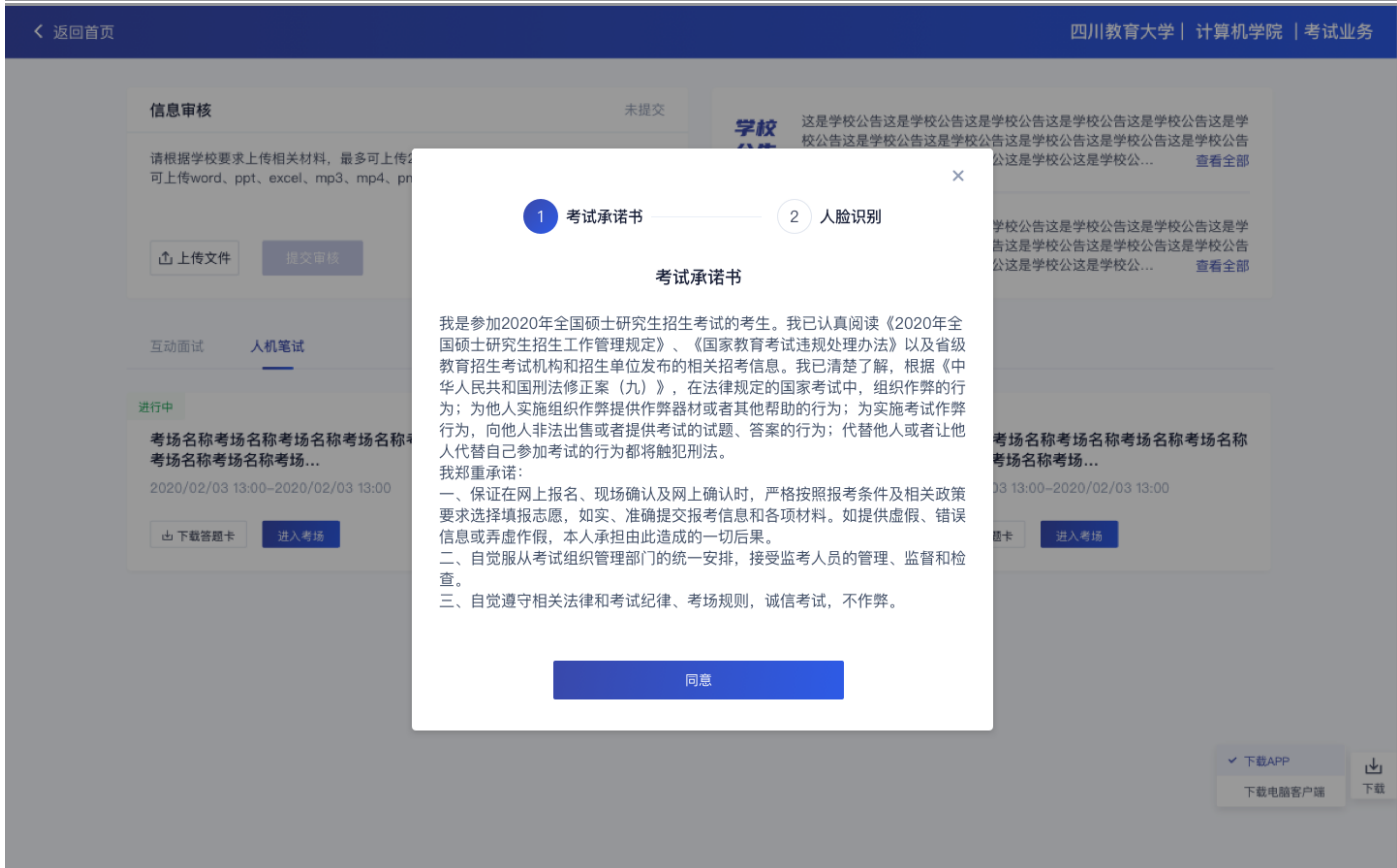 返回首页
四川教育大学| 计算机学院 |考试业务
信息审核
未提交
请根据学校要求上传相关材料，最多可上传
可上传word、ppt、excel、mp3、mp4、pn
上传文件
提交审核
学校
公告
这是学校公告这是学校公告这是学校公告这是学校公告这是学
校公告这是学校公告这是学校公告这是学校公告这是学校公告
公这是学校公这是学校公... 查看全部
学校公告这是学校公告这是学校公告这是学
告这是学校公告这是学校公告这是学校公告
公这是学校公这是学校公... 查看全部
互动面试
人机笔试
进行中
考场名称考场名称考场名称考场名称
考场名称考场名称考场...
2020/02/03 13:00-2020/02/03 13:00
下载答题卡
进入考场
考场名称考场名称考场名称考场名称
考场名称考场...
03 13:00-2020/02/03 13:00
题卡
进入考场
1 考试承诺书
2 人脸识别
考试承诺书
我是参加2020年全国硕士研究生招生考试的考生。我已认真阅读《2020年全
国硕士研究生招生工作管理规定》、《国家教育考试违规处理办法》以及省级
教育招生考试机构和招生单位发布的相关招考信息。我已清楚了解，根据《中
华人民共和国刑法修正案（九）》，在法律规定的国家考试中，组织作弊的行
为；为他人实施组织作弊提供作弊器材或者其他帮助的行为；为实施考试作弊
行为，向他人非法出售或者提供考试的试题、答案的行为；代替他人或者让他
人代替自己参加考试的行为都将触犯刑法。
我郑重承诺：
一、保证在网上报名、现场确认及网上确认时，严格按照报考条件及相关政策
要求选择填报志愿，如实、准确提交报考信息和各项材料。如提供虚假、错误
信息或弄虚作假，本人承担由此造成的一切后果。
二、自觉服从考试组织管理部门的统一安排，接受监考人员的管理、监督和检
查。
三、自觉遵守相关法律和考试纪律、考场规则，诚信考试，不作弊。
同意
下载APP
下载电脑客户端
下载